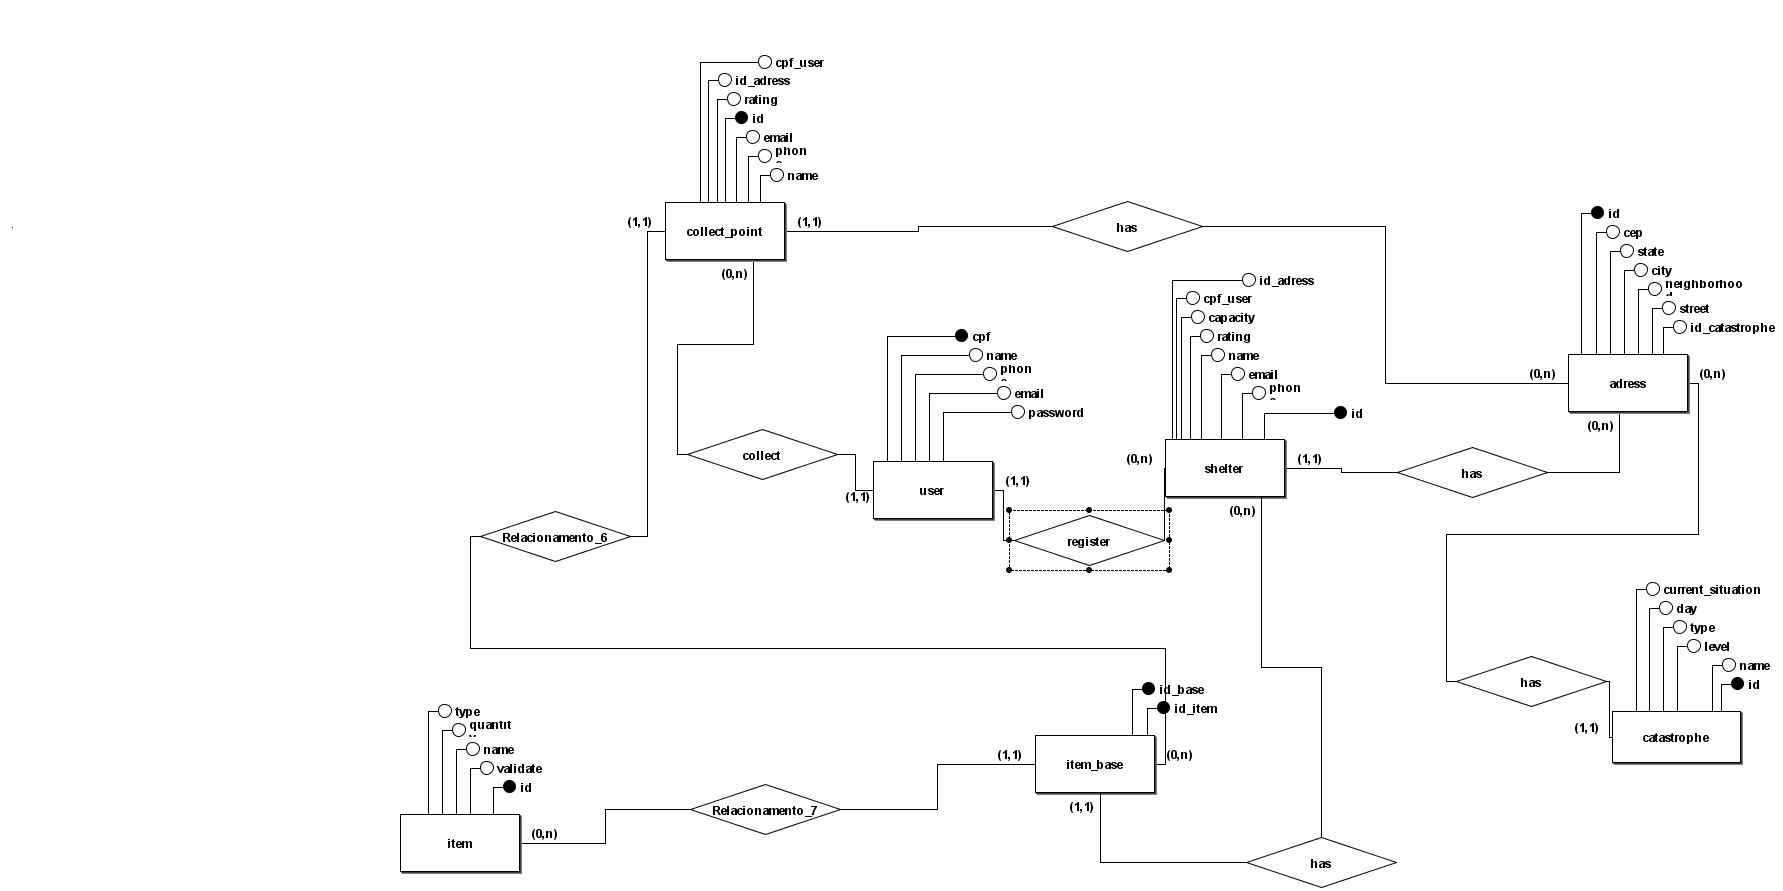 cpf_user
id_adress
rating
id
email
phon
name
(1,1)
collect_point
(1,1)
(0,n)
has
id
cep
state
city
neighborhoo
street
id_catastrophe
(0,n)
adress
(0,n)
(0,n)
id_adress
cpf_user
capacity
rating
name
email
phon
id
(0,n)
shelter
(1,1)
(0,n)
has
cpf
name
phon
email
password
collect
(1,1)
user
(1,1)
register
Relacionamento_6
current_situation
day
type
level
name
id
has
(1,1)
catastrophe
id_base
id_item
(1,1)
item_base
(0,n)
(1,1)
type
quantit
name
validate
id
item
(0,n)
Relacionamento_7
has